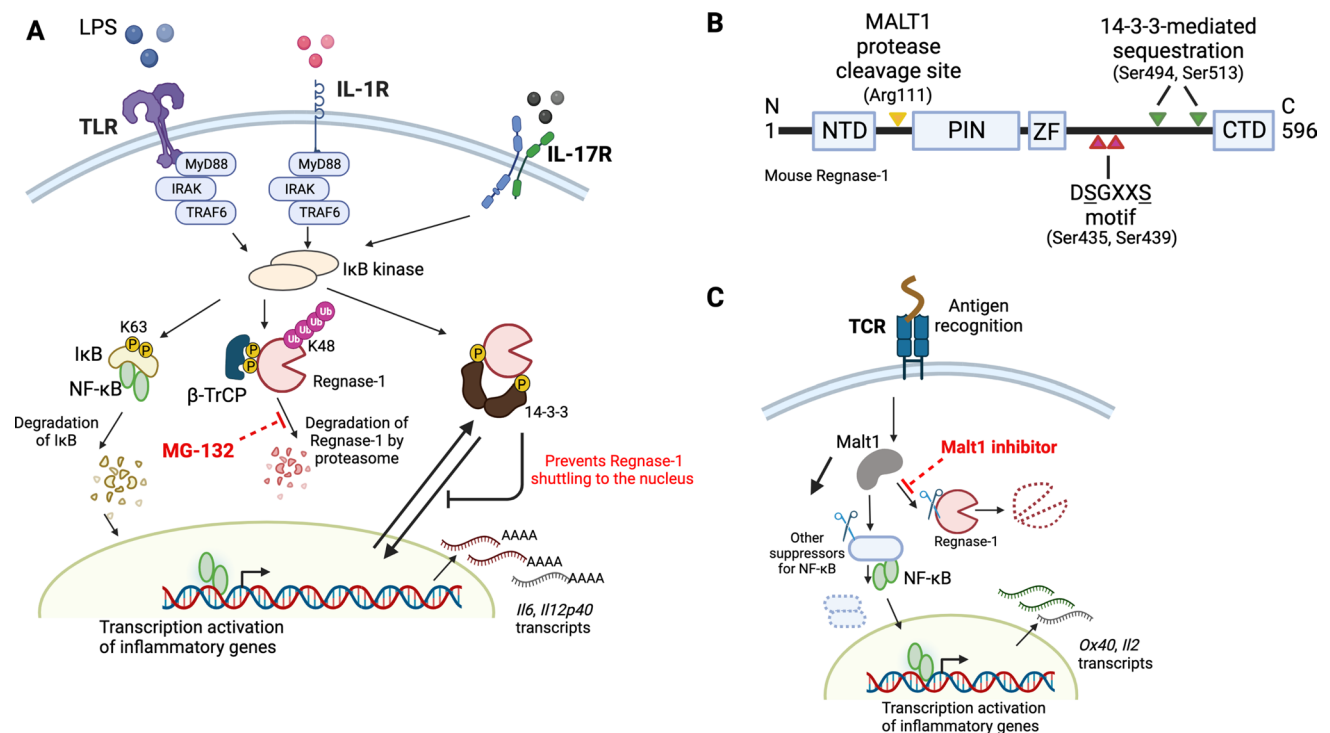 A
LPS
TLR
IL-1R
IL-17R
MyD88
IRAK
TRAF6
MyD88
IRAK
TRAF6
IκB kinase
K63
P P
IκB
NF-κB
Degradation
of IκB
Ub Ub Ub Ub
K48
P
P
β-TrCP
Regnase-1
MG-132
Degradation of
Regnase-1 by
proteasome
P
P
14-3-3
Prevents Regnase-1
shuttling to the nucleus
AAAA
AAAA
AAAA
Il6, Il12p40
transcripts
Transcription activation
of inflammatory genes
B
MALT1
protease
cleavage site
(Arg111)
14-3-3-mediated
sequestration
(Ser494, Ser513)
N
1
NTD
PIN
ZF
CTD
C
596
Mouse Regnase-1
DSGXXS
motif
(Ser435, Ser439)
C
TCR
Antigen
recognition
Malt1
Malt1 inhibitor
Regnase-1
Other
suppressors
for NF-κB
NF-κB
Ox40, Il2
transcripts
Transcription activation
of inflammatory genes